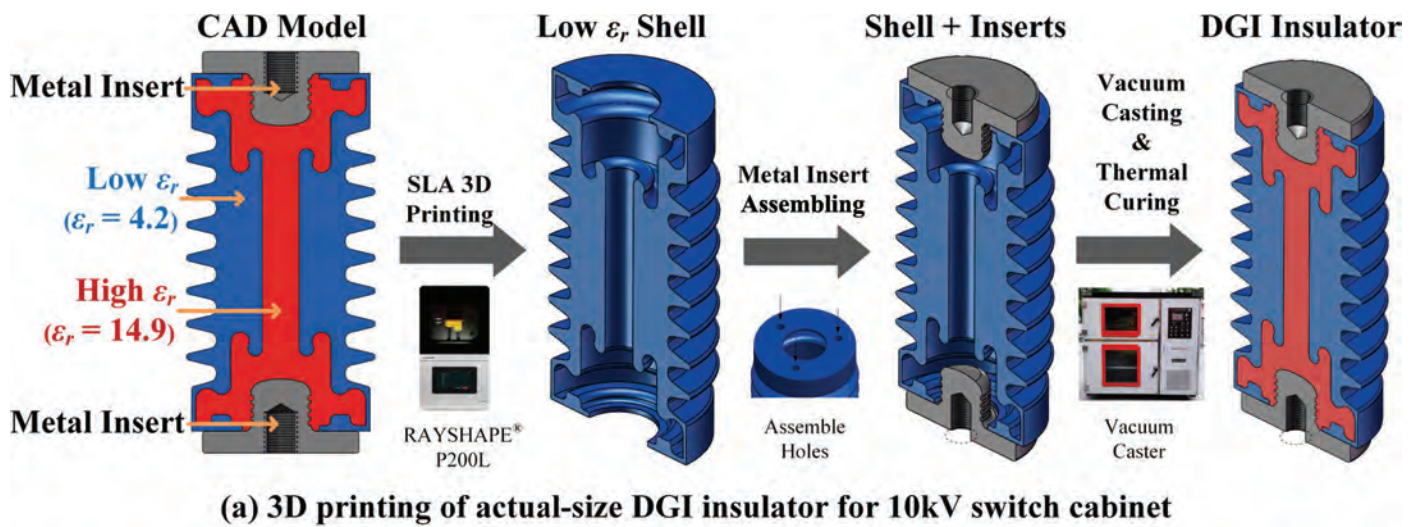 CAD Model
Low εr Shell
Shell + Inserts
DGI Insulator
Metal Insert
Low εr
(εr = 4.2)
High εr
(εr = 14.9)
Metal Insert
SLA 3D
Printing
RAYSHAPE®
P200L
Metal Insert
Assembling
Assemble
Holes
Vacuum
Casting
&
Thermal
Curing
Vacuum
Caster
(a) 3D printing of actual-size DGI insulator for 10kV switch cabinet